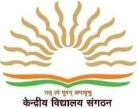 तत् त्वं पूषन् अपावृणु
केन्द्रीय विद्यालय संगठन